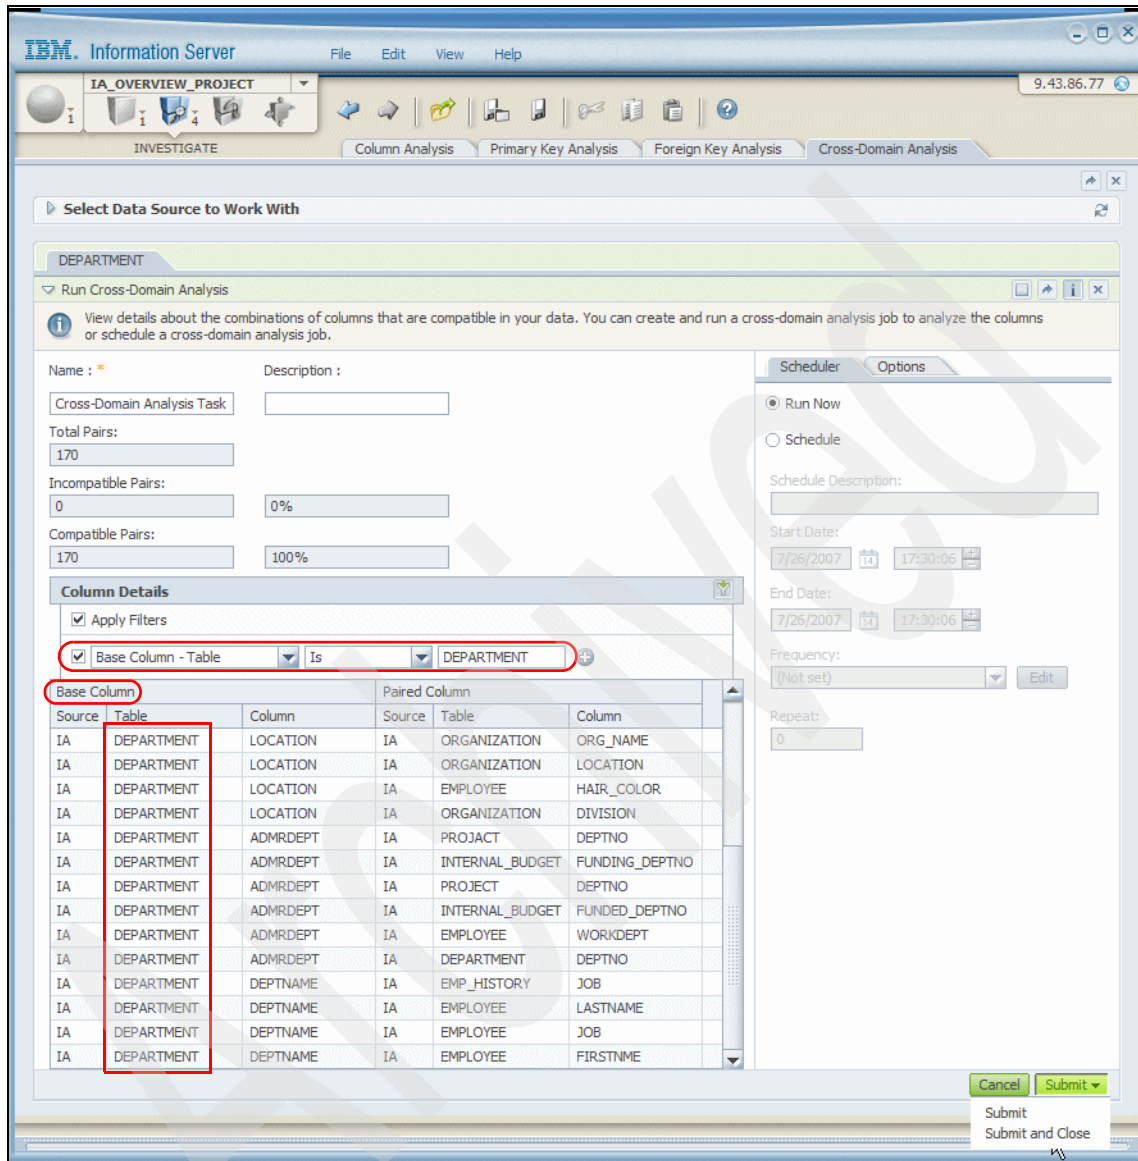 IBM. Information Server File Edit View Help
IA_OVERVIEW_PROJECT 9.43.86.77
1 1 4
INVESTIGATE Column Analysis Primary Key Analysis Foreign Key Analysis Cross-Domain Analysis
Select Data Source to Work With
DEPARTMENT
Run Cross-Domain Analysis
View details about the combinations of columns that are compatible in your data. You can create and run a cross-domain analysis job to analyze the columns
or schedule a cross-domain analysis job.
Name : * Description :
Cross-Domain Analysis Task
Total Pairs:
170
Incompatible Pairs:
0 0%
Compatible Pairs:
170 100%
Scheduler Options
Run Now
Schedule
Schedule Description:
Start Date:
7/26/2007 14 17:30:06
End Date:
7/26/2007 14 17:30:06
Frequency:
(Not set) Edit
Repeat:
0
Column Details
Apply Filters
Base Column - Table Is DEPARTMENT
Base Column Paired Column
Source Table Column Source Table Column
IA DEPARTMENT LOCATION IA ORGANIZATION ORG_NAME
IA DEPARTMENT LOCATION IA ORGANIZATION LOCATION
IA DEPARTMENT LOCATION IA EMPLOYEE HAIR_COLOR
IA DEPARTMENT LOCATION IA ORGANIZATION DIVISION
IA DEPARTMENT ADMRDEPT IA PROJACT DEPTNO
IA DEPARTMENT ADMRDEPT IA INTERNAL_BUDGET FUNDING_DEPTNO
IA DEPARTMENT ADMRDEPT IA PROJECT DEPTNO
IA DEPARTMENT ADMRDEPT IA INTERNAL_BUDGET FUNDED_DEPTNO
IA DEPARTMENT ADMRDEPT IA EMPLOYEE WORKDEPT
IA DEPARTMENT ADMRDEPT IA DEPARTMENT DEPTNO
IA DEPARTMENT DEPTNAME IA EMP_HISTORY JOB
IA DEPARTMENT DEPTNAME IA EMPLOYEE LASTNAME
IA DEPARTMENT DEPTNAME IA EMPLOYEE JOB
IA DEPARTMENT DEPTNAME IA EMPLOYEE FIRSTNME
Cancel Submit
Submit
Submit and Close
Archived